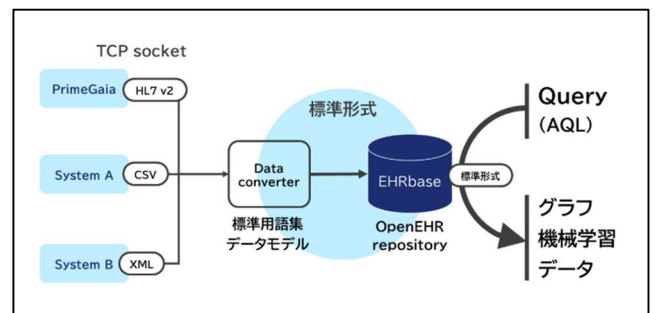 TCP socket
PrimeGaia
HL7 v2
System A
CSV
System B
XML
標準形式
Data
converter
標準用語集
データモデル
EHRbase
OpenEHR
repository
標準形式
Query
(AQL)
グラフ
機械学習
データ